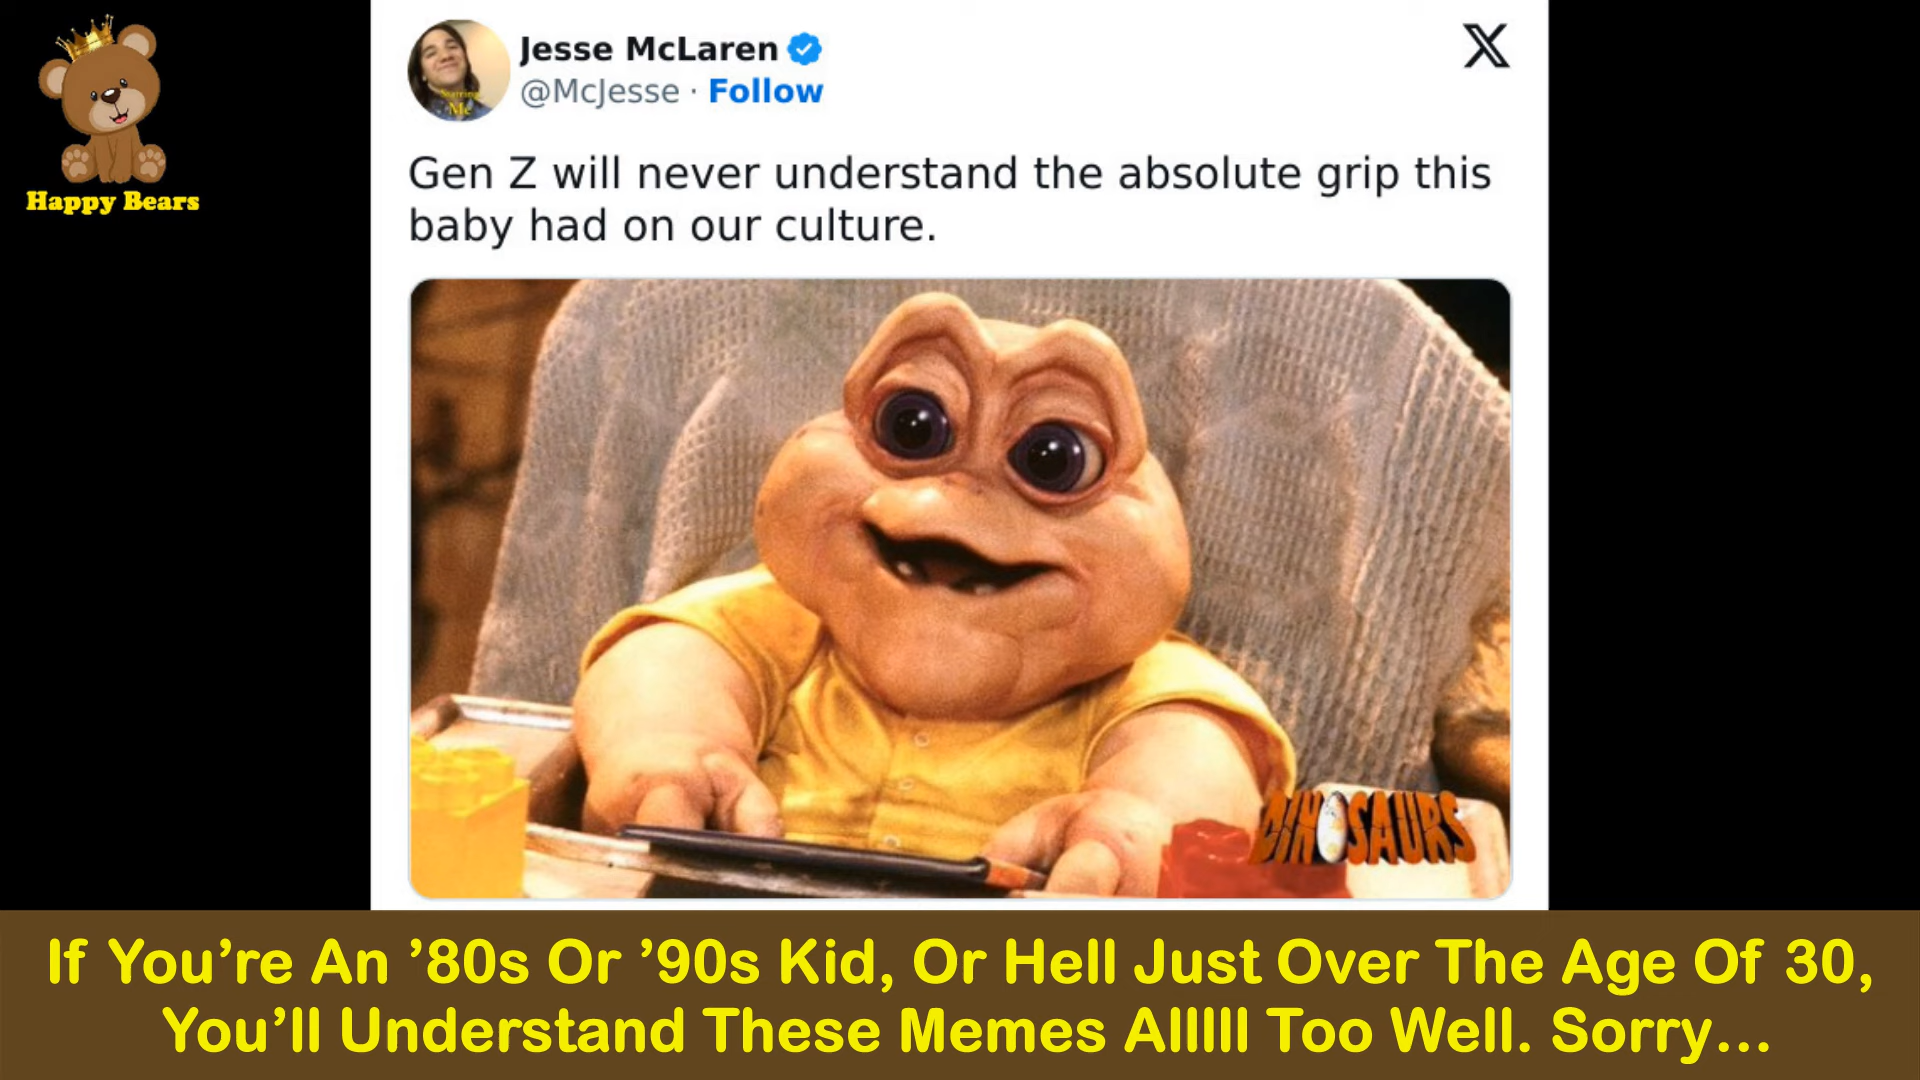 Happy Bears
Jesse McLaren
@McJesse · Follow
Gen Z will never understand the absolute grip this
baby had on our culture.
DINOSAURS
If You’re An ’80s Or ’90s Kid, Or Hell Just Over The Age Of 30,
You’ll Understand These Memes Alllll Too Well. Sorry...